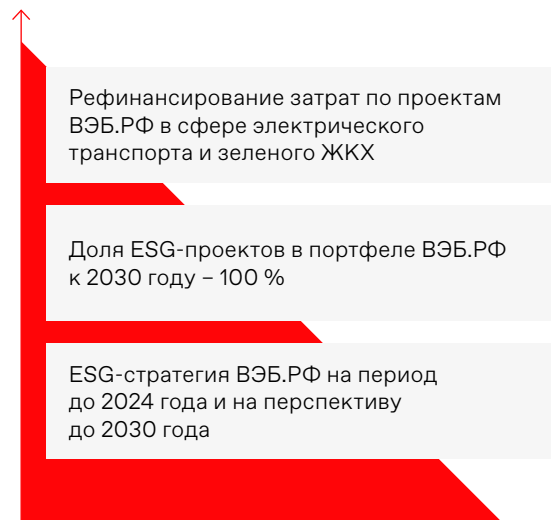 Рефинансирование затрат по проектам
ВЭБ.РФ в сфере электрического
транспорта и зеленого ЖКХ
Доля ESG-проектов в портфеле ВЭБ.РФ
к 2030 году – 100 %
ESG-стратегия ВЭБ.РФ на период
до 2024 года и на перспективу
до 2030 года